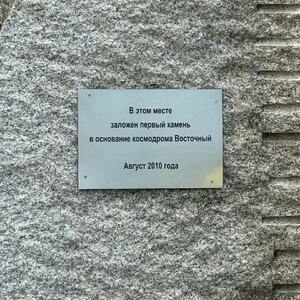 В этом месте
заложен первый камень
в основание космодрома Восточный
Август 2010 года